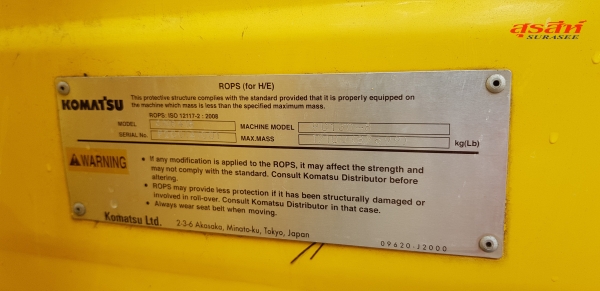 สุรสีห์
SURASEE
ROPS (for H/E)
KOMATSU
This protective structure complies with the standard provided that it is properly equipped on
the machine which mass is less than the specified maximum mass.
ROPS: ISO 12117-2 : 2008
MODEL
MACHINE MODEL
SERIAL No.
MAX.MASS
kg(Lb)
WARNING
• If any modification is applied to the ROPS, it may affect the strength and
may not comply with the standard. Consult Komatsu Distributor before
altering.
• ROPS may provide less protection if it has been structurally damaged or
involved in roll-over. Consult Komatsu Distributor in that case.
• Always wear seat belt when moving.
Komatsu Ltd.
2-3-6 Akasaka, Minato-ku, Tokyo, Japan
09620-J2000